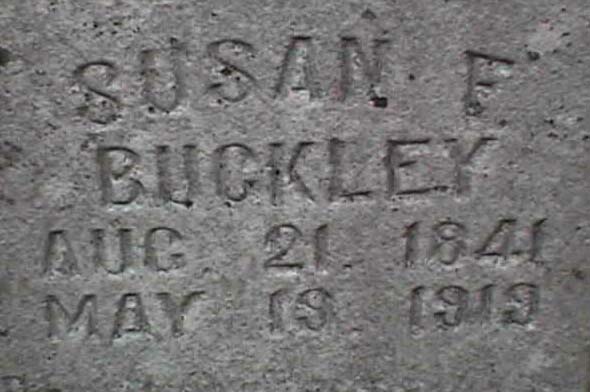 SUSAN F
BUCKLEY
AUG. 21. 1841
MAY 19. 1919